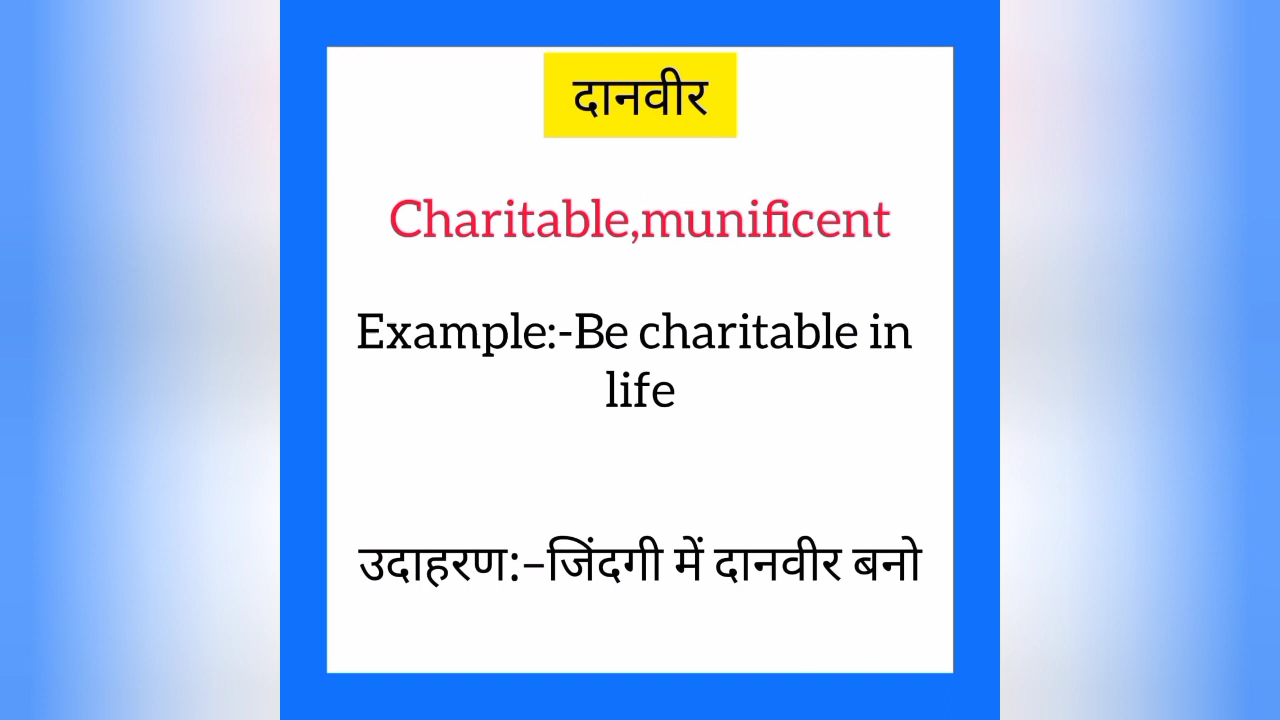 दानवीर
Charitable,munificent
Example:-Be charitable in
life
उदाहरण:–जिंदगी में दानवीर बनो